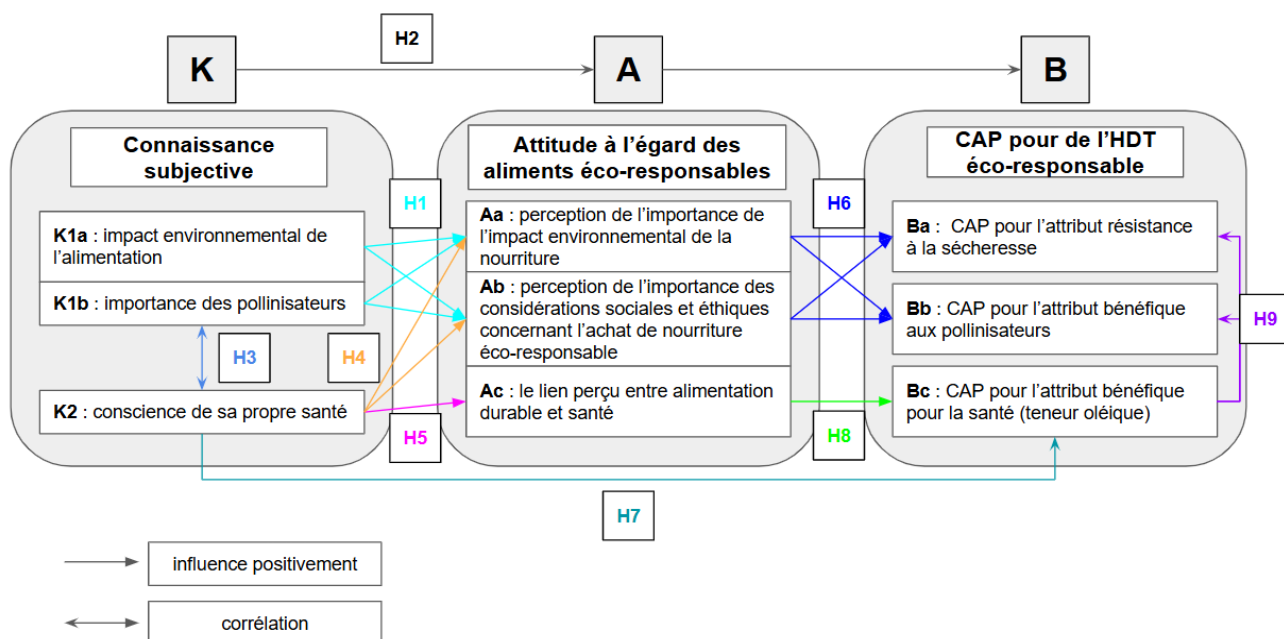 H2
K
A
B
Connaissance
subjective
Attitude à l'égard des
aliments éco-responsables
CAP pour de l'HDT
éco-responsable
H1
H6
K1a : impact environnemental de
l'alimentation
K1b : importance des pollinisateurs
Aa : perception de l'importance de
l'impact environnemental de la
nourriture
Ab : perception de l'importance des
considérations sociales et éthiques
concernant l'achat de nourriture
éco-responsable
Ba : CAP pour l'attribut résistance
à la sécheresse
Bb : CAP pour l'attribut bénéfique
aux pollinisateurs
H9
H3
H4
K2 : conscience de sa propre santé
Ac : le lien perçu entre alimentation
durable et santé
Bc : CAP pour l'attribut bénéfique
pour la santé (teneur oléique)
H5
H8
H7
influence positivement
corrélation